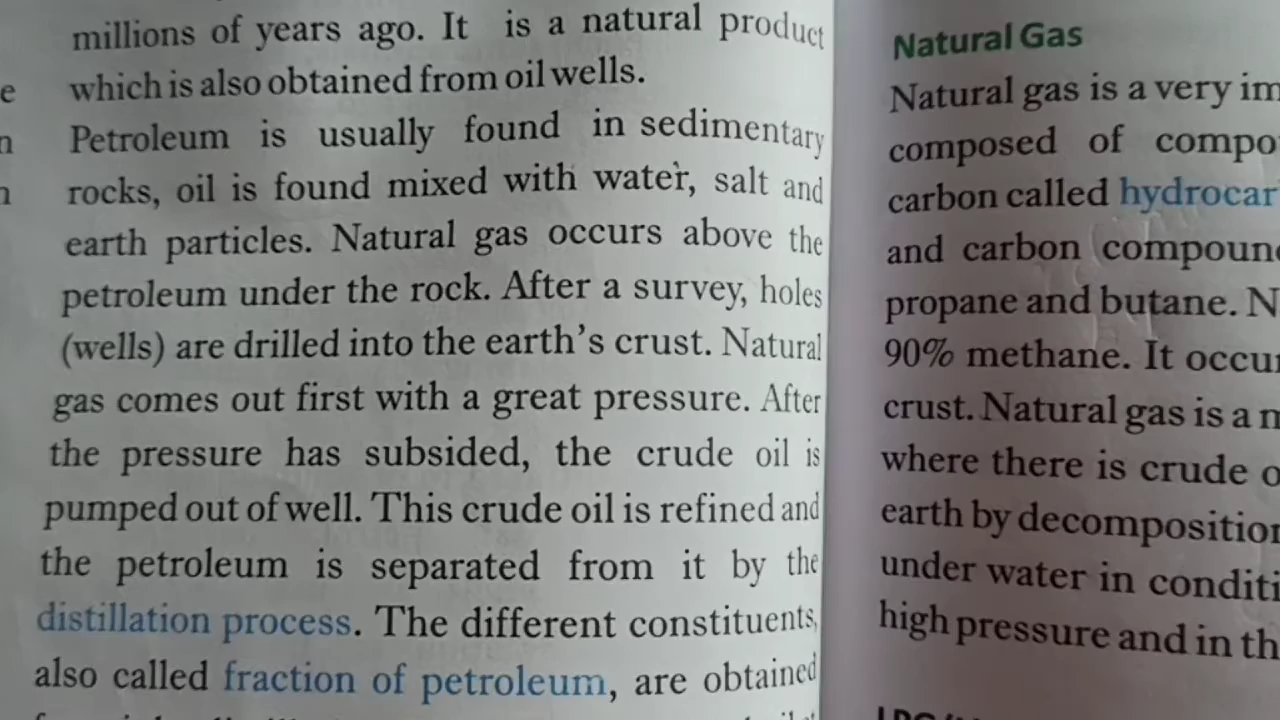 millions of years ago. It is a natural product
which is also obtained from oil wells.
Petroleum is usually found in sedimentary
rocks, oil is found mixed with water, salt and
earth particles. Natural gas occurs above the
petroleum under the rock. After a survey, holes
(wells) are drilled into the earth's crust. Natural
gas comes out first with a great pressure. After
the pressure has subsided, the crude oil is
pumped out of well. This crude oil is refined and
the petroleum is separated from it by the
distillation process. The different constituents,
also called fraction of petroleum, are obtained
Natural Gas
Natural gas is a very im
composed of compo
carbon called hydrocar
and carbon compoun
propane and butane. N
90% methane. It occu
crust. Natural gas is a n
where there is crude o
earth by decomposition
under water in conditi
high pressure and in th